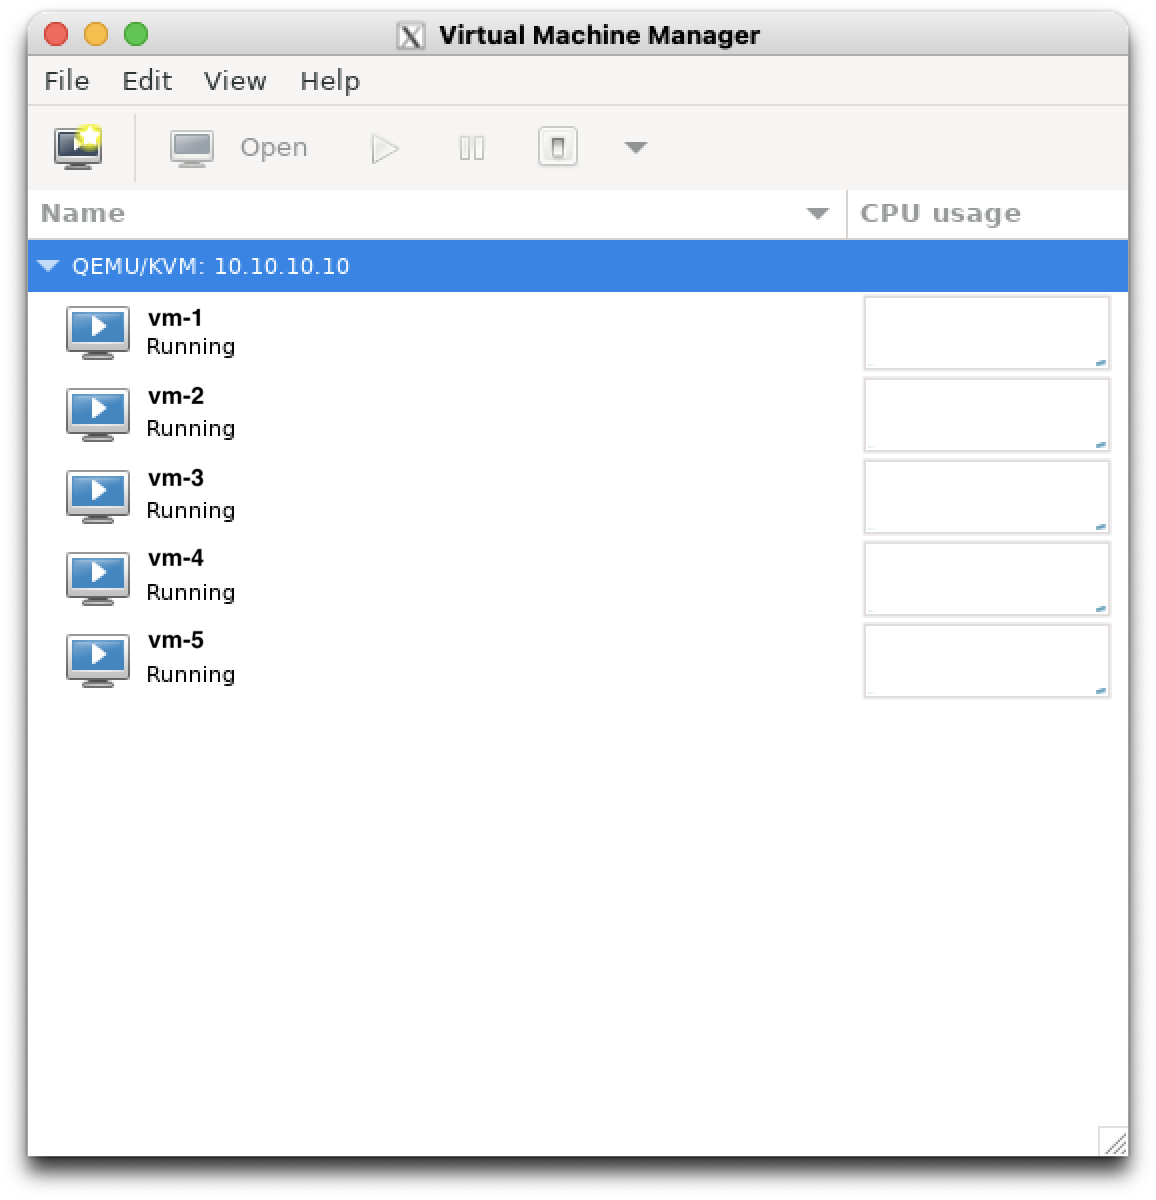 Virtual Machine Manager
File Edit View Help
Open
Name CPU usage
QEMU/KVM: 10.10.10.10
vm-1
Running
vm-2
Running
vm-3
Running
vm-4
Running
vm-5
Running